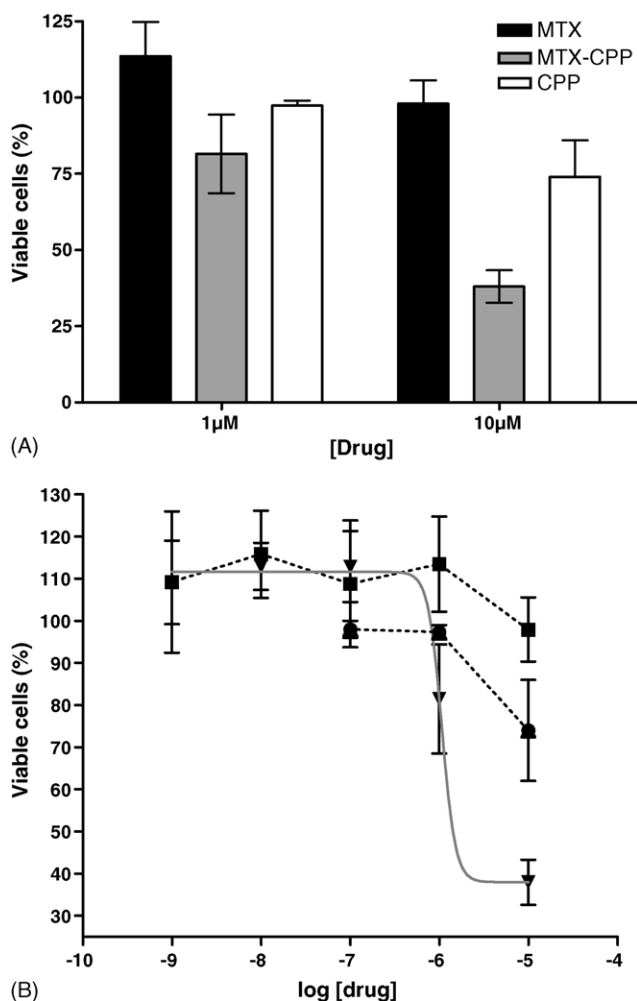 125
100
75
50
25
0
Viable cells (%)
MTX
MTX-CPP
CPP
1µM
10µM
[Drug]
(A)
130
120
110
100
90
80
70
60
50
40
30
Viable cells (%)
-10
-9
-8
-7
-6
-5
-4
log [drug]
(B)